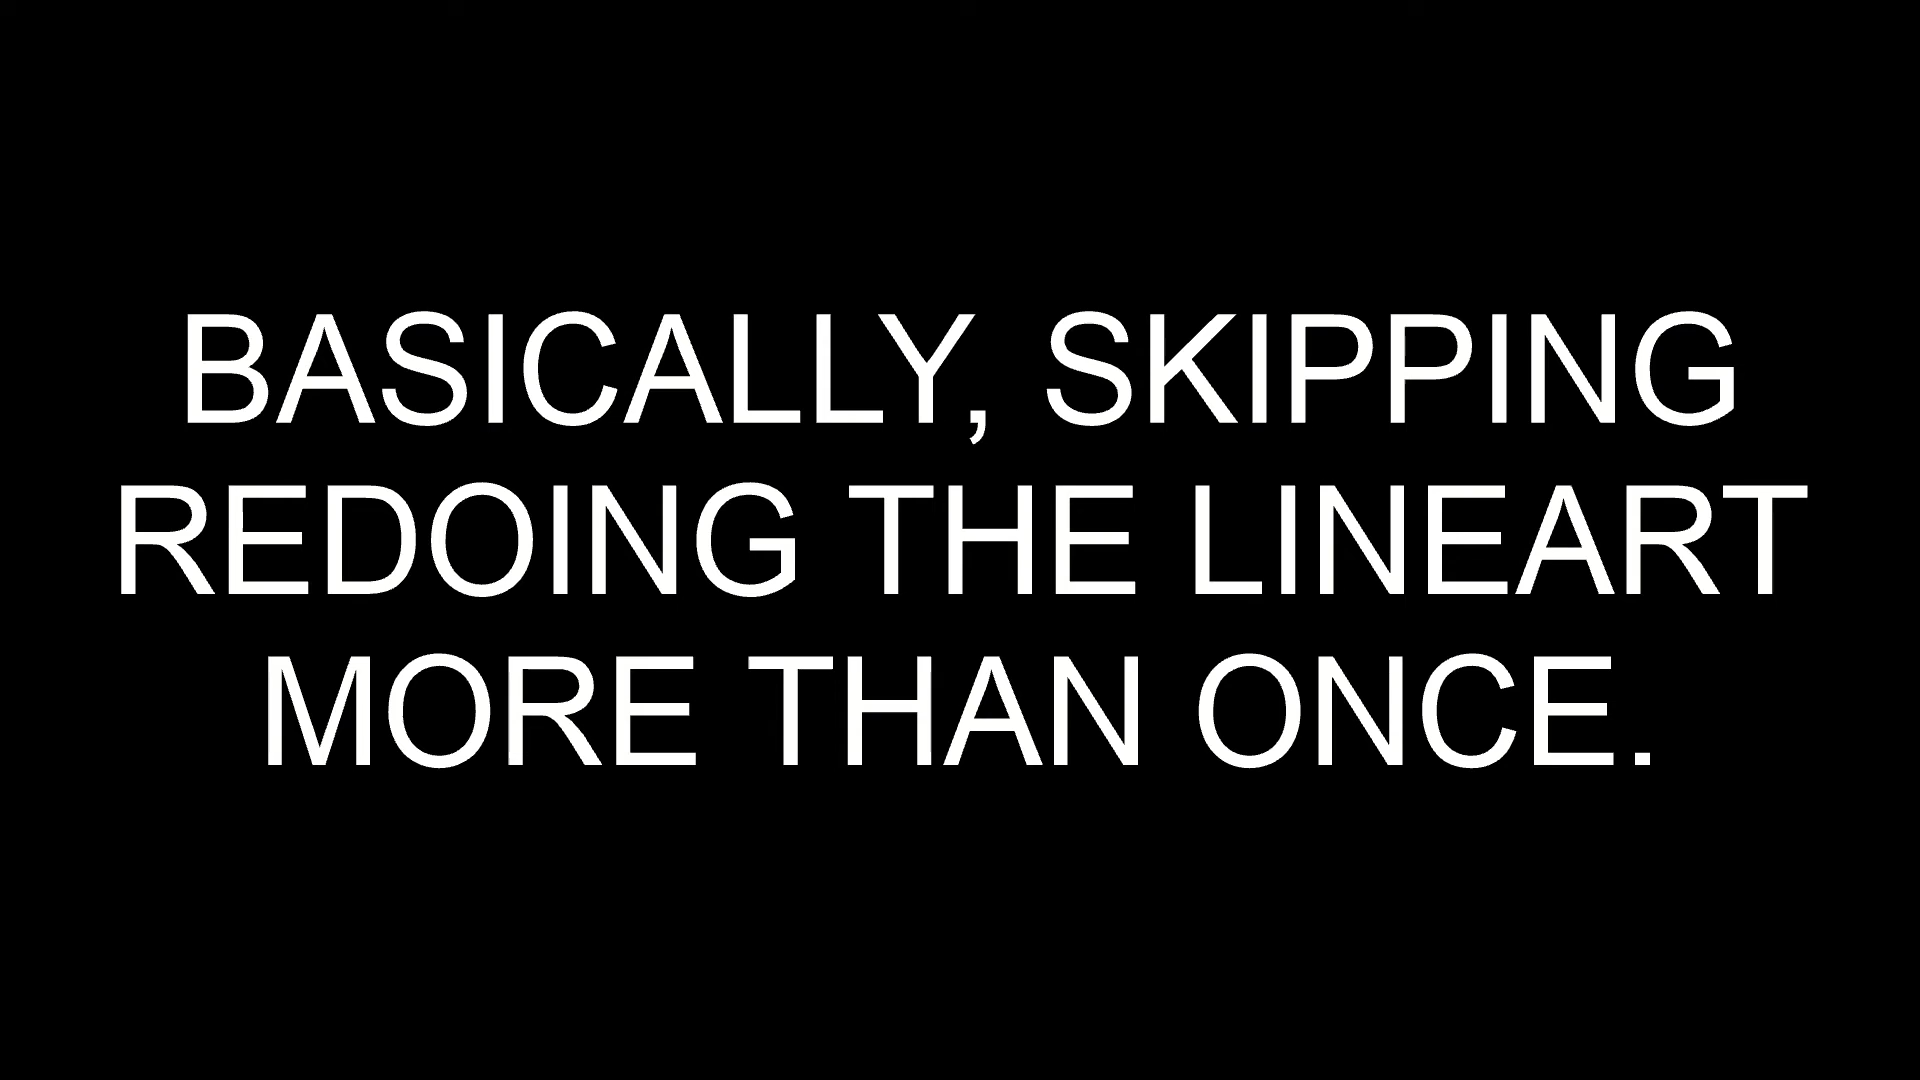 BASICALLY, SKIPPING
REDOING THE LINEART
MORE THAN ONCE.